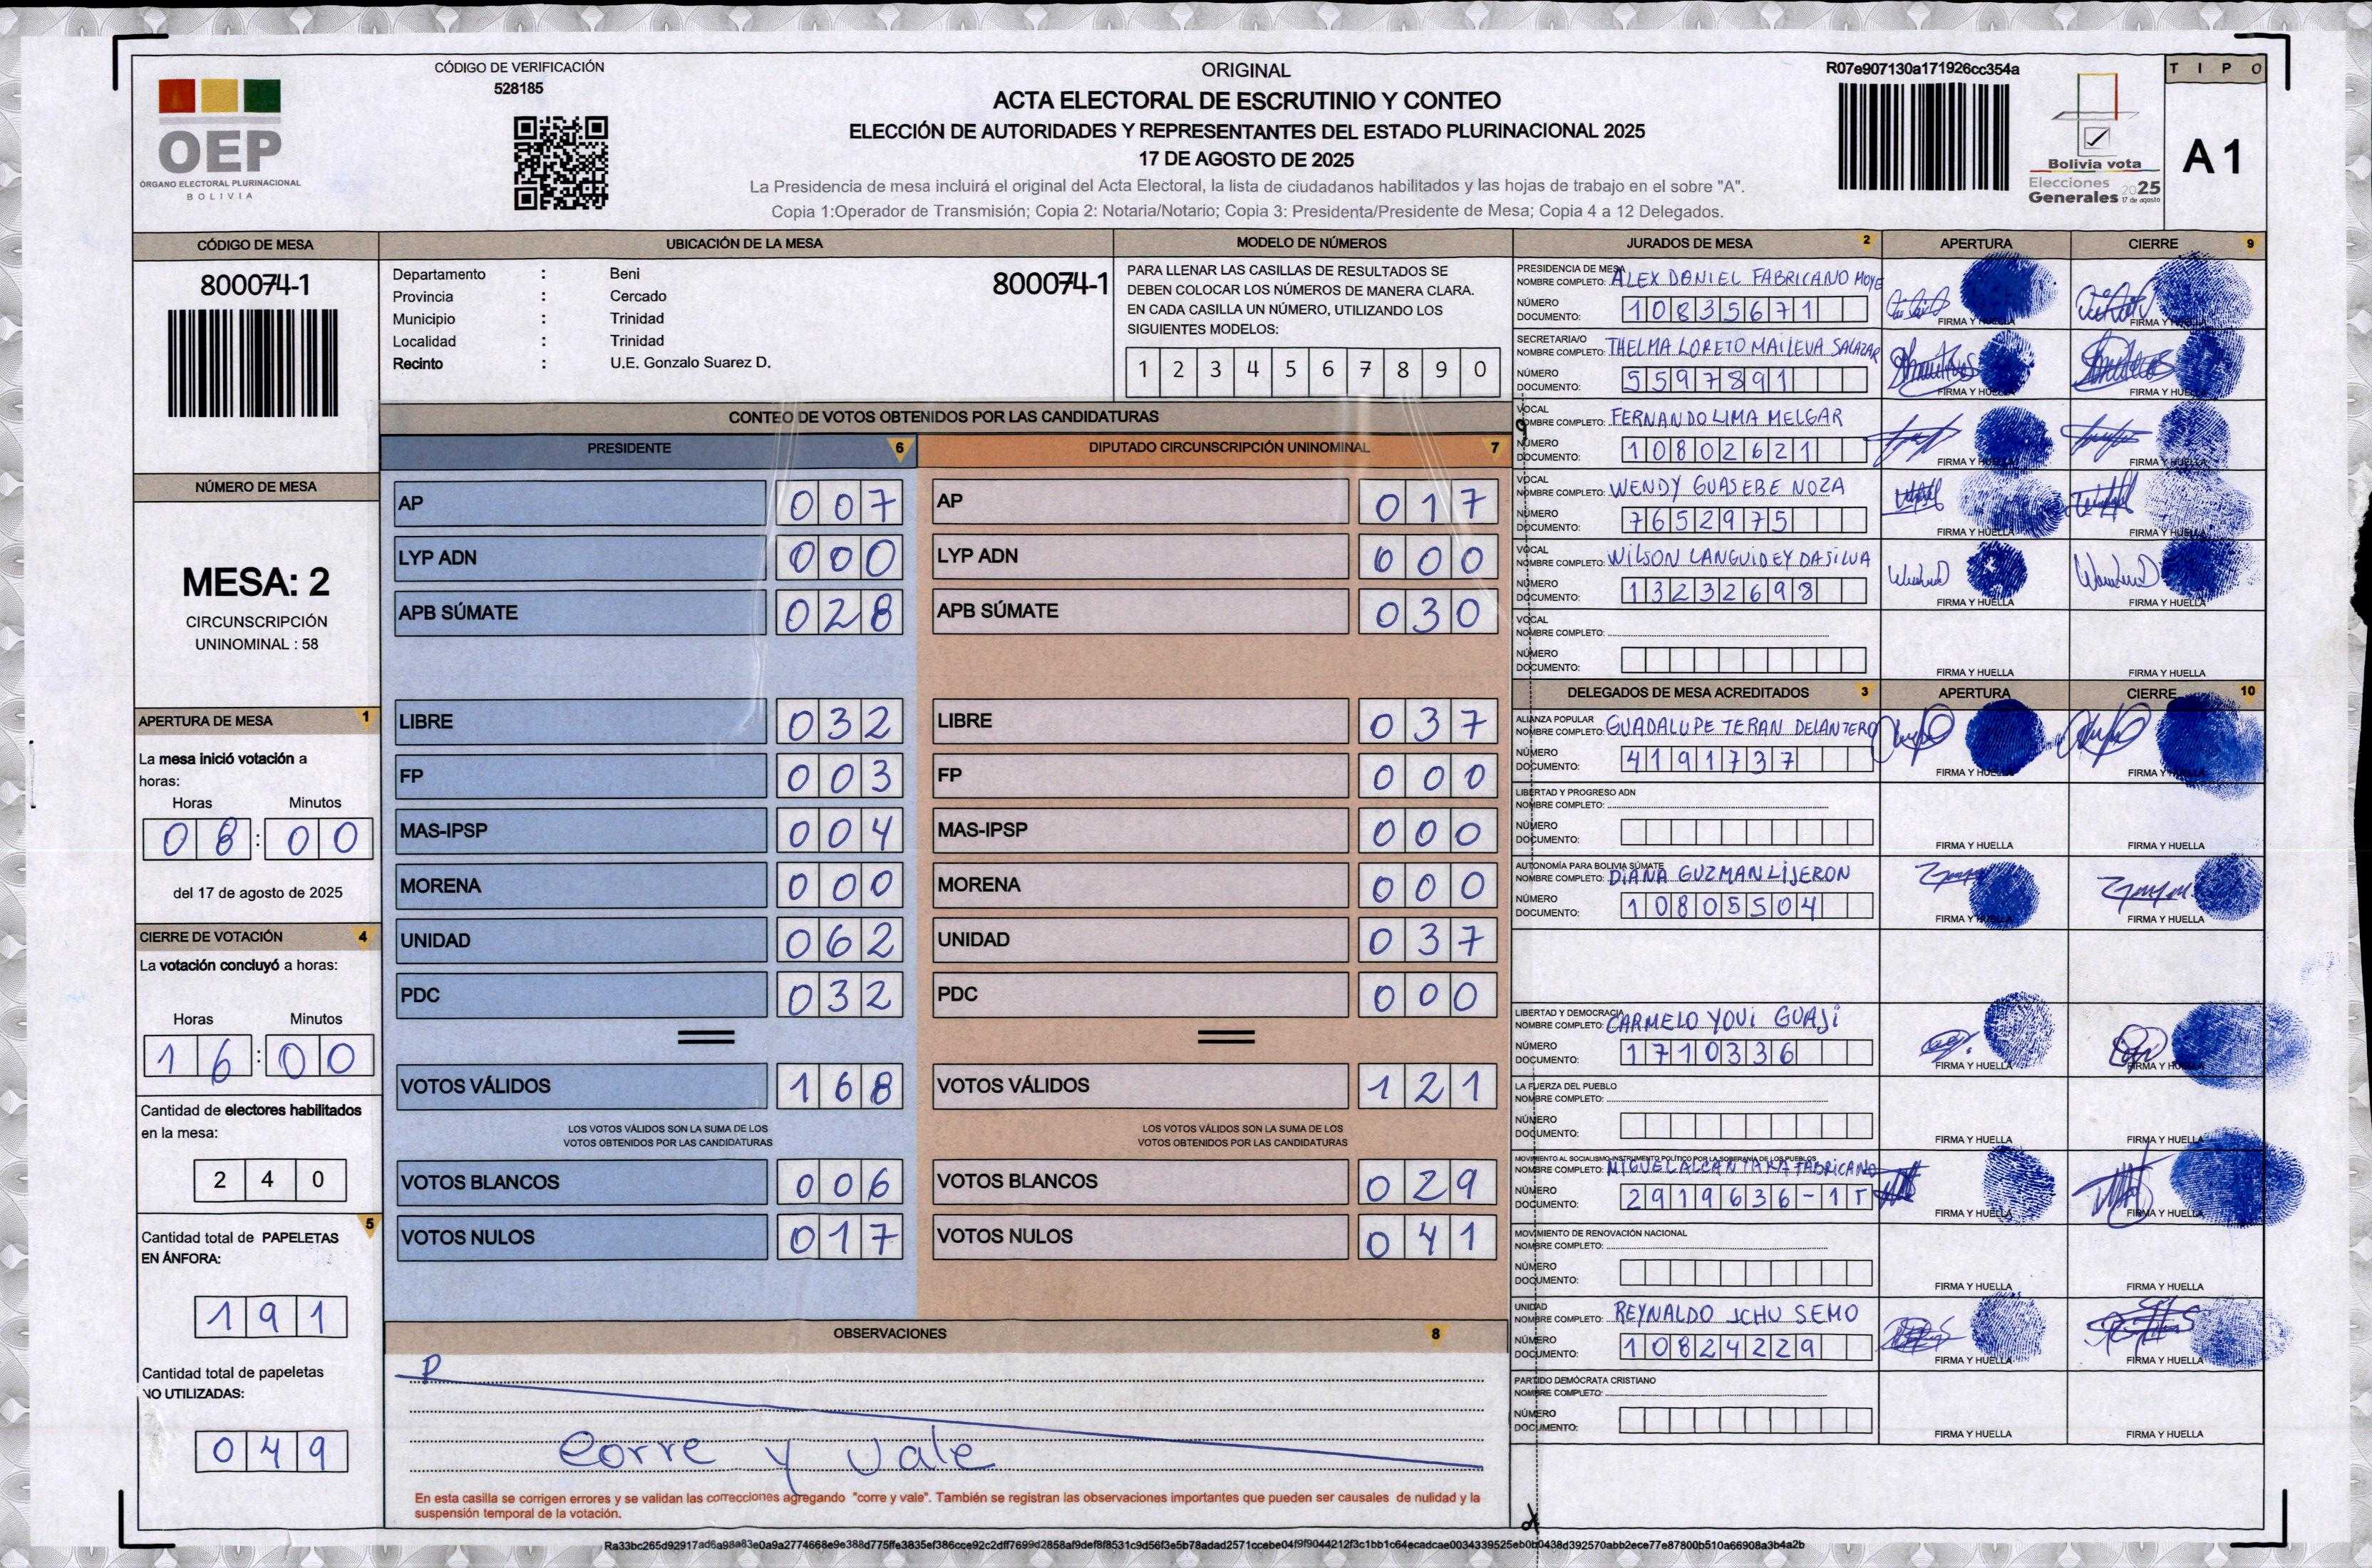 CÓDIGO DE VERIFICACIÓN
528185
OEP
ÓRGANO ELECTORAL PLURINACIONAL
BOLIVIA
ORIGINAL
ACTA ELECTORAL DE ESCRUTINIO Y CONTEO
ELECCIÓN DE AUTORIDADES Y REPRESENTANTES DEL ESTADO PLURINACIONAL 2025
17 DE AGOSTO DE 2025
La Presidencia de mesa incluirá el original del Acta Electoral, la lista de ciudadanos habilitados y las hojas de trabajo en el sobre "A".
Copia 1:Operador de Transmisión; Copia 2: Notaria/Notario; Copia 3: Presidenta/Presidente de Mesa; Copia 4 a 12 Delegados.
R07e907130a171926cc354a
Bolivia vota
Elecciones
Generales 2025
17 de agosto
TIPO
A 1
CÓDIGO DE MESA
800074-1
UBICACIÓN DE LA MESA
Departamento : Beni
800074-1
Provincia : Cercado
Municipio : Trinidad
Localidad : Trinidad
Recinto : U.E. Gonzalo Suarez D.
MODELO DE NÚMEROS
PARA LLENAR LAS CASILLAS DE RESULTADOS SE
DEBEN COLOCAR LOS NÚMEROS DE MANERA CLARA.
EN CADA CASILLA UN NÚMERO, UTILIZANDO LOS
SIGUIENTES MODELOS:
1 2 3 4 5 6 7 8 9 0
NÚMERO DE MESA
MESA: 2
CIRCUNSCRIPCIÓN
UNINOMINAL : 58
APERTURA DE MESA 1
La mesa inició votación a
horas:
Horas Minutos
08:00
del 17 de agosto de 2025
CIERRE DE VOTACIÓN 4
La votación concluyó a horas:
Horas Minutos
16:00
Cantidad de electores habilitados
en la mesa:
240
5
Cantidad total de PAPELETAS
EN ÁNFORA:
191
Cantidad total de papeletas
NO UTILIZADAS:
049
CONTEO DE VOTOS OBTENIDOS POR LAS CANDIDATURAS
PRESIDENTE 6
AP 007
LYP ADN 000
APB SÚMATE 028
LIBRE 032
FP 003
MAS-IPSP 004
MORENA 000
UNIDAD 062
PDC 032
VOTOS VÁLIDOS 168
LOS VOTOS VÁLIDOS SON LA SUMA DE LOS
VOTOS OBTENIDOS POR LAS CANDIDATURAS
VOTOS BLANCOS 006
VOTOS NULOS 017
DIPUTADO CIRCUNSCRIPCIÓN UNINOMINAL 7
AP 017
LYP ADN 000
APB SÚMATE 030
LIBRE 037
FP 000
MAS-IPSP 000
MORENA 000
UNIDAD 037
PDC 000
VOTOS VÁLIDOS 121
LOS VOTOS VÁLIDOS SON LA SUMA DE LOS
VOTOS OBTENIDOS POR LAS CANDIDATURAS
VOTOS BLANCOS 029
VOTOS NULOS 041
OBSERVACIONES 8
P
Corre y vale
En esta casilla se corrigen errores y se validan las correcciones agregando "corre y vale". También se registran las observaciones importantes que pueden ser causales de nulidad y la
suspensión temporal de la votación.
JURADOS DE MESA 2 APERTURA CIERRE 9
PRESIDENCIA DE MESA
NOMBRE COMPLETO: ALEX DANIEL FABRICANO MOYE
NÚMERO
DOCUMENTO: 10835671
FIRMA Y HUELLA FIRMA Y HUELLA
SECRETARIA/O
NOMBRE COMPLETO: THELMA LORETO MAILEVA SALAZAR
NÚMERO
DOCUMENTO: 5597891
FIRMA Y HUELLA FIRMA Y HUELLA
VOCAL
NOMBRE COMPLETO: FERNANDO LIMA MELGAR
NÚMERO
DOCUMENTO: 10802621
FIRMA Y HUELLA FIRMA Y HUELLA
VOCAL
NOMBRE COMPLETO: WENDY GUASEBE NOZA
NÚMERO
DOCUMENTO: 7652975
FIRMA Y HUELLA FIRMA Y HUELLA
VOCAL
NOMBRE COMPLETO: WILSON LANGUIDEY DASILVA
NÚMERO
DOCUMENTO: 13232698
FIRMA Y HUELLA FIRMA Y HUELLA
VOCAL
NOMBRE COMPLETO:
NÚMERO
DOCUMENTO:
FIRMA Y HUELLA FIRMA Y HUELLA
DELEGADOS DE MESA ACREDITADOS 3 APERTURA CIERRE 10
ALIANZA POPULAR
NOMBRE COMPLETO: GUADALUPE TERAN DELANTERO
NÚMERO
DOCUMENTO: 4191737
FIRMA Y HUELLA FIRMA Y HUELLA
LIBERTAD Y PROGRESO ADN
NOMBRE COMPLETO:
NÚMERO
DOCUMENTO:
FIRMA Y HUELLA FIRMA Y HUELLA
AUTONOMÍA PARA BOLIVIA SÚMATE
NOMBRE COMPLETO: DIANA GUZMAN LIJERON
NÚMERO
DOCUMENTO: 10805504
FIRMA Y HUELLA FIRMA Y HUELLA
LIBERTAD Y DEMOCRACIA
NOMBRE COMPLETO: CARMELO YOUI GUAJI
NÚMERO
DOCUMENTO: 1710336
FIRMA Y HUELLA FIRMA Y HUELLA
LA FUERZA DEL PUEBLO
NOMBRE COMPLETO:
NÚMERO
DOCUMENTO:
FIRMA Y HUELLA FIRMA Y HUELLA
MOVIMIENTO AL SOCIALISMO-INSTRUMENTO POLÍTICO POR LA SOBERANÍA DE LOS PUEBLOS
NOMBRE COMPLETO: MIGUEL ALCANTARA FABRICANO
NÚMERO
DOCUMENTO: 2919636-1T
FIRMA Y HUELLA FIRMA Y HUELLA
MOVIMIENTO DE RENOVACIÓN NACIONAL
NOMBRE COMPLETO:
NÚMERO
DOCUMENTO:
FIRMA Y HUELLA FIRMA Y HUELLA
UNIDAD
NOMBRE COMPLETO: REYNALDO JCHU SEMO
NÚMERO
DOCUMENTO: 10824229
FIRMA Y HUELLA FIRMA Y HUELLA
PARTIDO DEMÓCRATA CRISTIANO
NOMBRE COMPLETO:
NÚMERO
DOCUMENTO:
FIRMA Y HUELLA FIRMA Y HUELLA